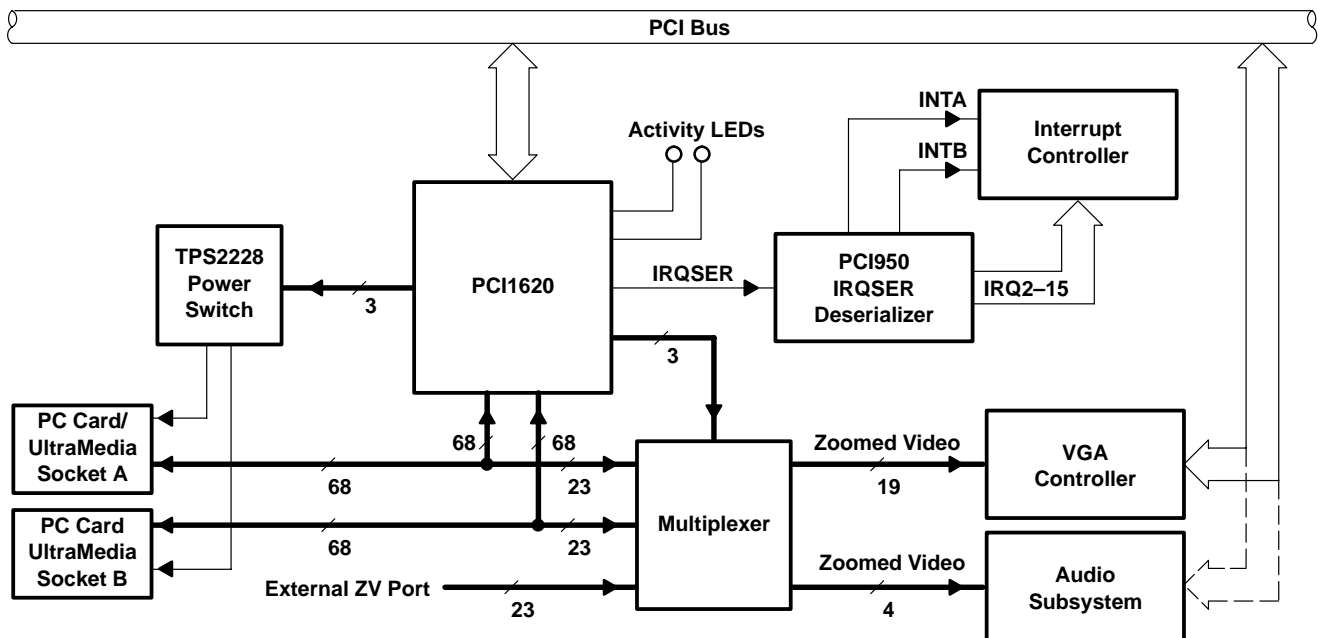 PCI Bus
Activity LEDs
INTA
INTB
Interrupt
Controller
TPS2228
Power
Switch
3
PCI1620
IRQSER
PCI950
IRQSER
Deserializer
IRQ2–15
3
PC Card/
UltraMedia
Socket A
68
68
68
23
Zoomed Video
19
VGA
Controller
PC Card
UltraMedia
Socket B
68
23
Multiplexer
External ZV Port
23
Zoomed Video
4
Audio
Subsystem